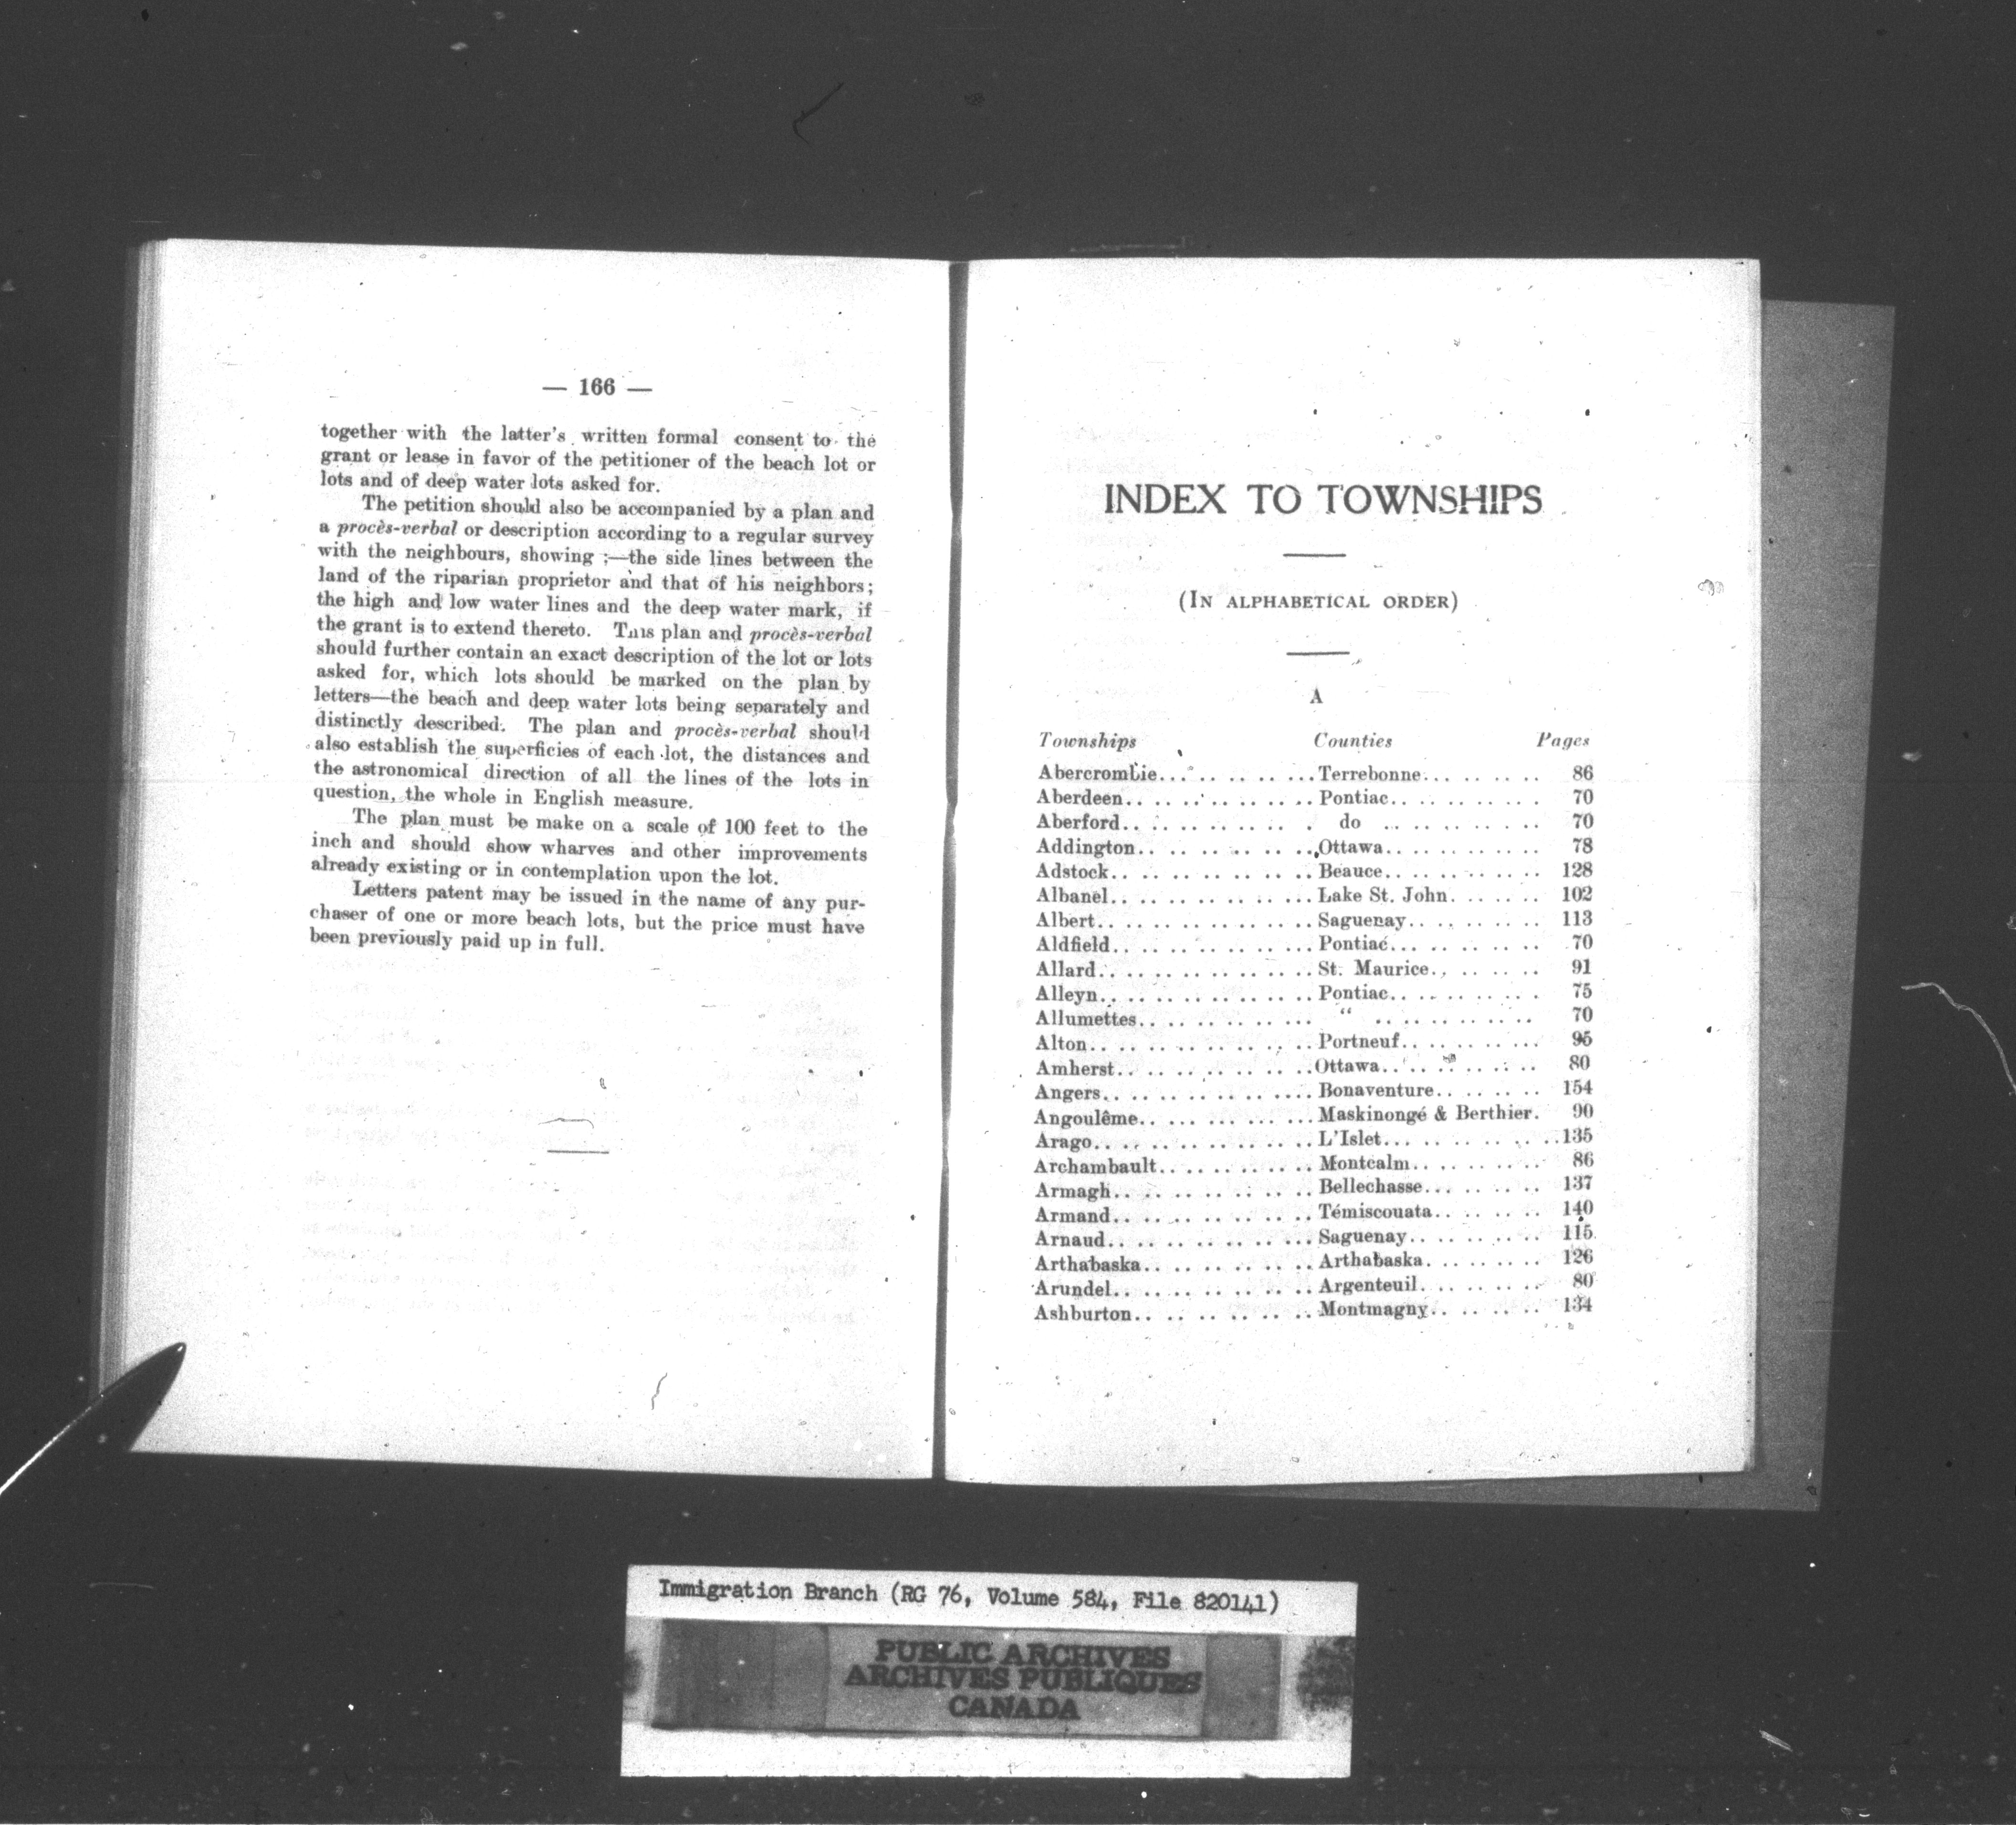 — 166 —
together with the latter's written formal consent to the
grant or lease in favor of the petitioner of the beach lot or
lots and of deep water lots asked for.
The petition should also be accompanied by a plan and
a procès-verbal or description according to a regular survey
with the neighbours, showing ;—the side lines between the
land of the riparian proprietor and that of his neighbors;
the high and low water lines and the deep water mark, if
the grant is to extend thereto. This plan and procès-verbal
should further contain an exact description of the lot or lots
asked for, which lots should be marked on the plan by
letters—the beach and deep water lots being separately and
distinctly described. The plan and procès-verbal should
also establish the superficies of each lot, the distances and
the astronomical direction of all the lines of the lots in
question, the whole in English measure.
The plan must be make on a scale of 100 feet to the
inch and should show wharves and other improvements
already existing or in contemplation upon the lot.
Letters patent may be issued in the name of any pur-
chaser of one or more beach lots, but the price must have
been previously paid up in full.
INDEX TO TOWNSHIPS
(IN ALPHABETICAL ORDER)
A
Townships Counties Pages
Abercrombie.. Terrebonne.. 86
Aberdeen.. Pontiac.. 70
Aberford.. do .. 70
Addington.. Ottawa.. 78
Adstock.. Beauce.. 128
Albanel.. Lake St. John. 102
Albert.. Saguenay.. 113
Aldfield.. Pontiac.. 70
Allard.. St. Maurice.. 91
Alleyn.. Pontiac.. 75
Allumettes.. " .. 70
Alton.. Portneuf.. 95
Amherst.. Ottawa.. 80
Angers.. Bonaventure.. 154
Angoulême.. Maskinongé & Berthier. 90
Arago.. L'Islet.. 135
Archambault.. Montcalm.. 86
Armagh.. Bellechasse.. 137
Armand.. Témiscouata.. 140
Arnaud.. Saguenay.. 115
Arthabaska.. Arthabaska. 126
Arundel.. Argenteuil. 80
Ashburton.. Montmagny.. 134
Immigration Branch (RG 76, Volume 584, File 820141)
PUBLIC ARCHIVES
ARCHIVES PUBLIQUES
CANADA